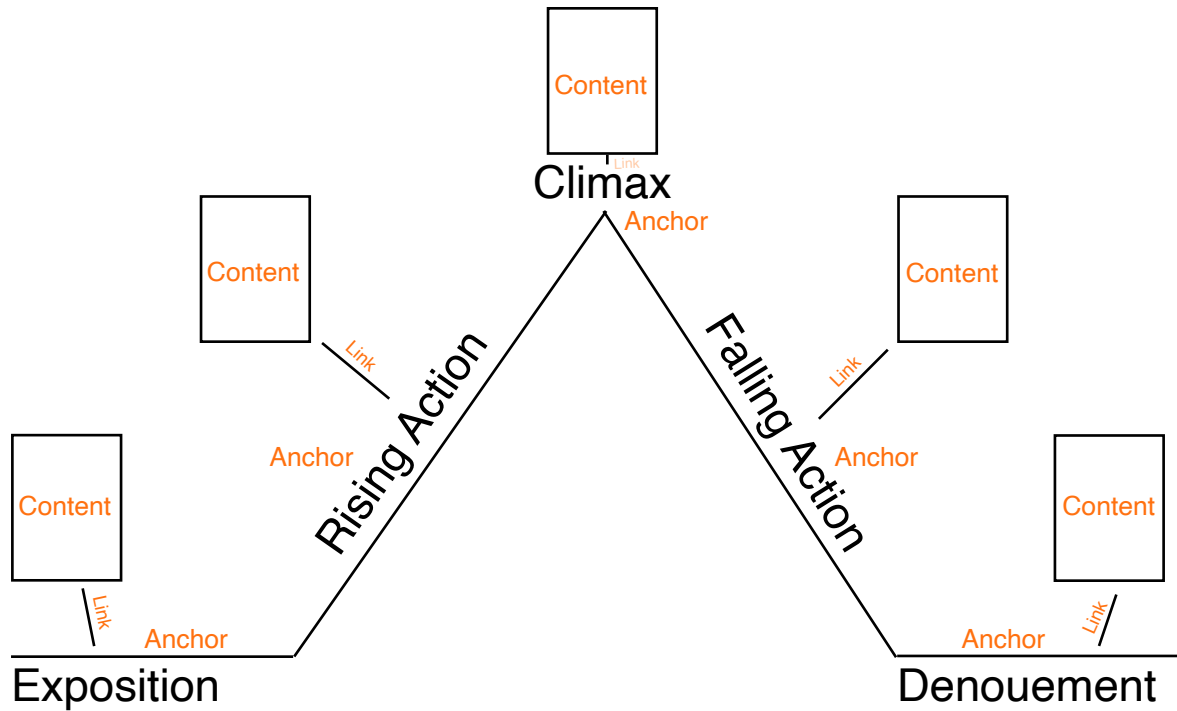 Content
Link
Climax
Anchor
Content
Link
Rising Action
Anchor
Content
Link
Falling Action
Anchor
Content
Link
Anchor
Exposition
Content
Link
Anchor
Denouement